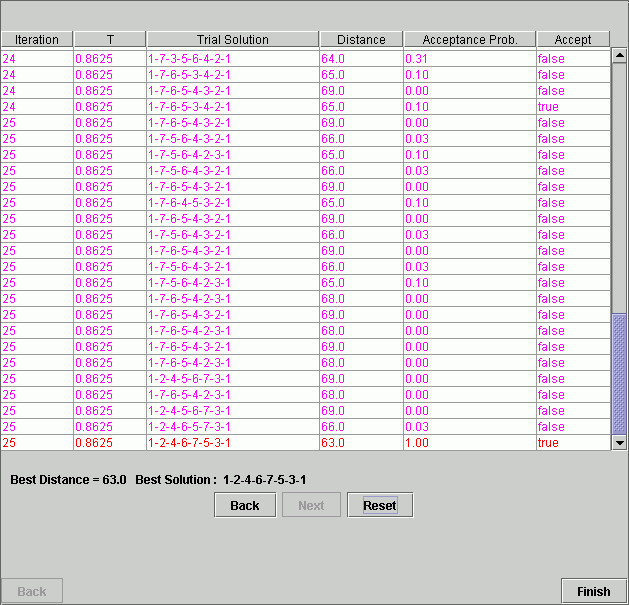 Iteration T Trial Solution Distance Acceptance Prob. Accept
24 0.8625 1-7-3-5-6-4-2-1 64.0 0.31 false
24 0.8625 1-7-6-5-3-4-2-1 65.0 0.10 false
24 0.8625 1-7-6-5-4-3-2-1 69.0 0.00 false
24 0.8625 1-7-6-5-3-4-2-1 65.0 0.10 true
25 0.8625 1-7-6-5-4-3-2-1 69.0 0.00 false
25 0.8625 1-7-5-6-4-3-2-1 66.0 0.03 false
25 0.8625 1-7-5-6-4-2-3-1 65.0 0.10 false
25 0.8625 1-7-5-6-4-3-2-1 66.0 0.03 false
25 0.8625 1-7-6-5-4-3-2-1 69.0 0.00 false
25 0.8625 1-7-6-4-5-3-2-1 65.0 0.10 false
25 0.8625 1-7-6-5-4-3-2-1 69.0 0.00 false
25 0.8625 1-7-5-6-4-3-2-1 66.0 0.03 false
25 0.8625 1-7-6-5-4-3-2-1 69.0 0.00 false
25 0.8625 1-7-5-6-4-3-2-1 66.0 0.03 false
25 0.8625 1-7-5-6-4-2-3-1 65.0 0.10 false
25 0.8625 1-7-6-5-4-2-3-1 68.0 0.00 false
25 0.8625 1-7-6-5-4-3-2-1 69.0 0.00 false
25 0.8625 1-7-6-5-4-2-3-1 68.0 0.00 false
25 0.8625 1-7-6-5-4-3-2-1 69.0 0.00 false
25 0.8625 1-7-6-5-4-2-3-1 68.0 0.00 false
25 0.8625 1-2-4-5-6-7-3-1 69.0 0.00 false
25 0.8625 1-7-6-5-4-2-3-1 68.0 0.00 false
25 0.8625 1-2-4-6-5-7-3-1 69.0 0.00 false
25 0.8625 1-2-4-6-5-7-3-1 66.0 0.03 false
25 0.8625 1-2-4-6-7-5-3-1 63.0 1.00 true
Best Distance = 63.0 Best Solution : 1-2-4-6-7-5-3-1
Back Next Reset
Back Finish